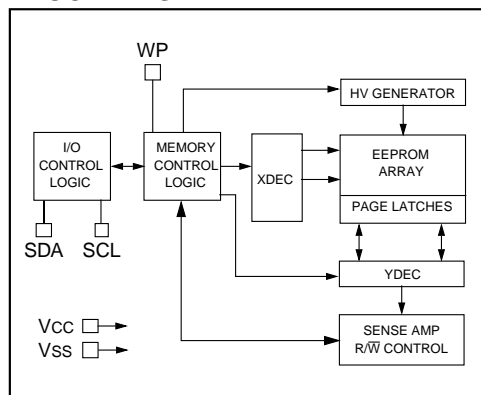 WP
HV GENERATOR
I/O
CONTROL
LOGIC
MEMORY
CONTROL
LOGIC
XDEC
EEPROM
ARRAY
PAGE LATCHES
SDA
SCL
YDEC
VCC
VSS
SENSE AMP
R/W̅ CONTROL